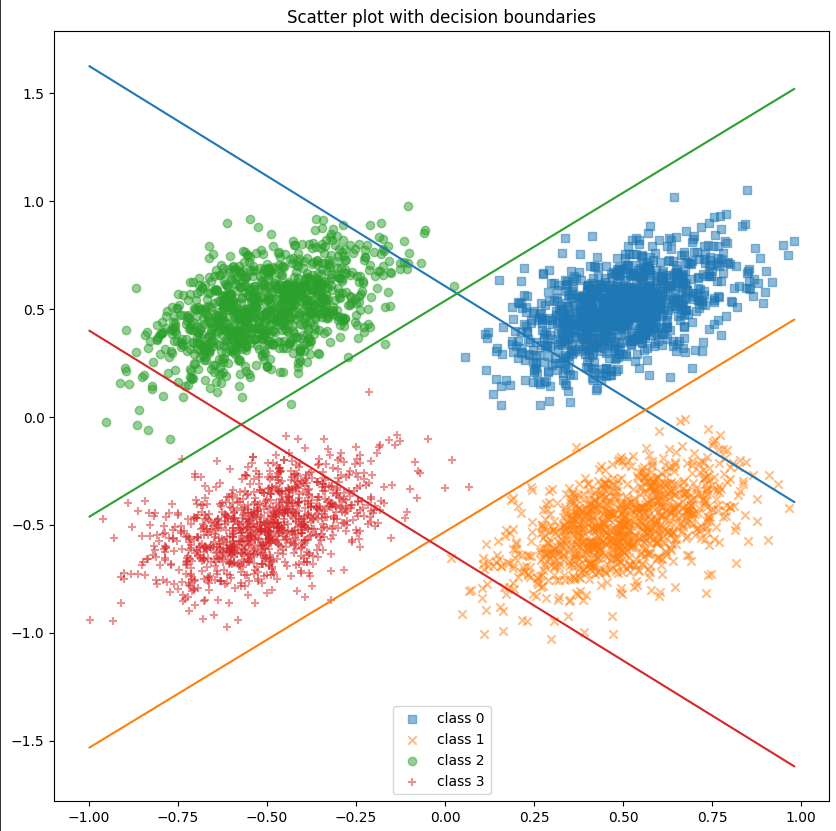 Scatter plot with decision boundaries
1.5
1.0
0.5
0.0
−0.5
−1.0
−1.5
class 0
class 1
class 2
class 3
−1.00 −0.75 −0.50 −0.25 0.00 0.25 0.50 0.75 1.00